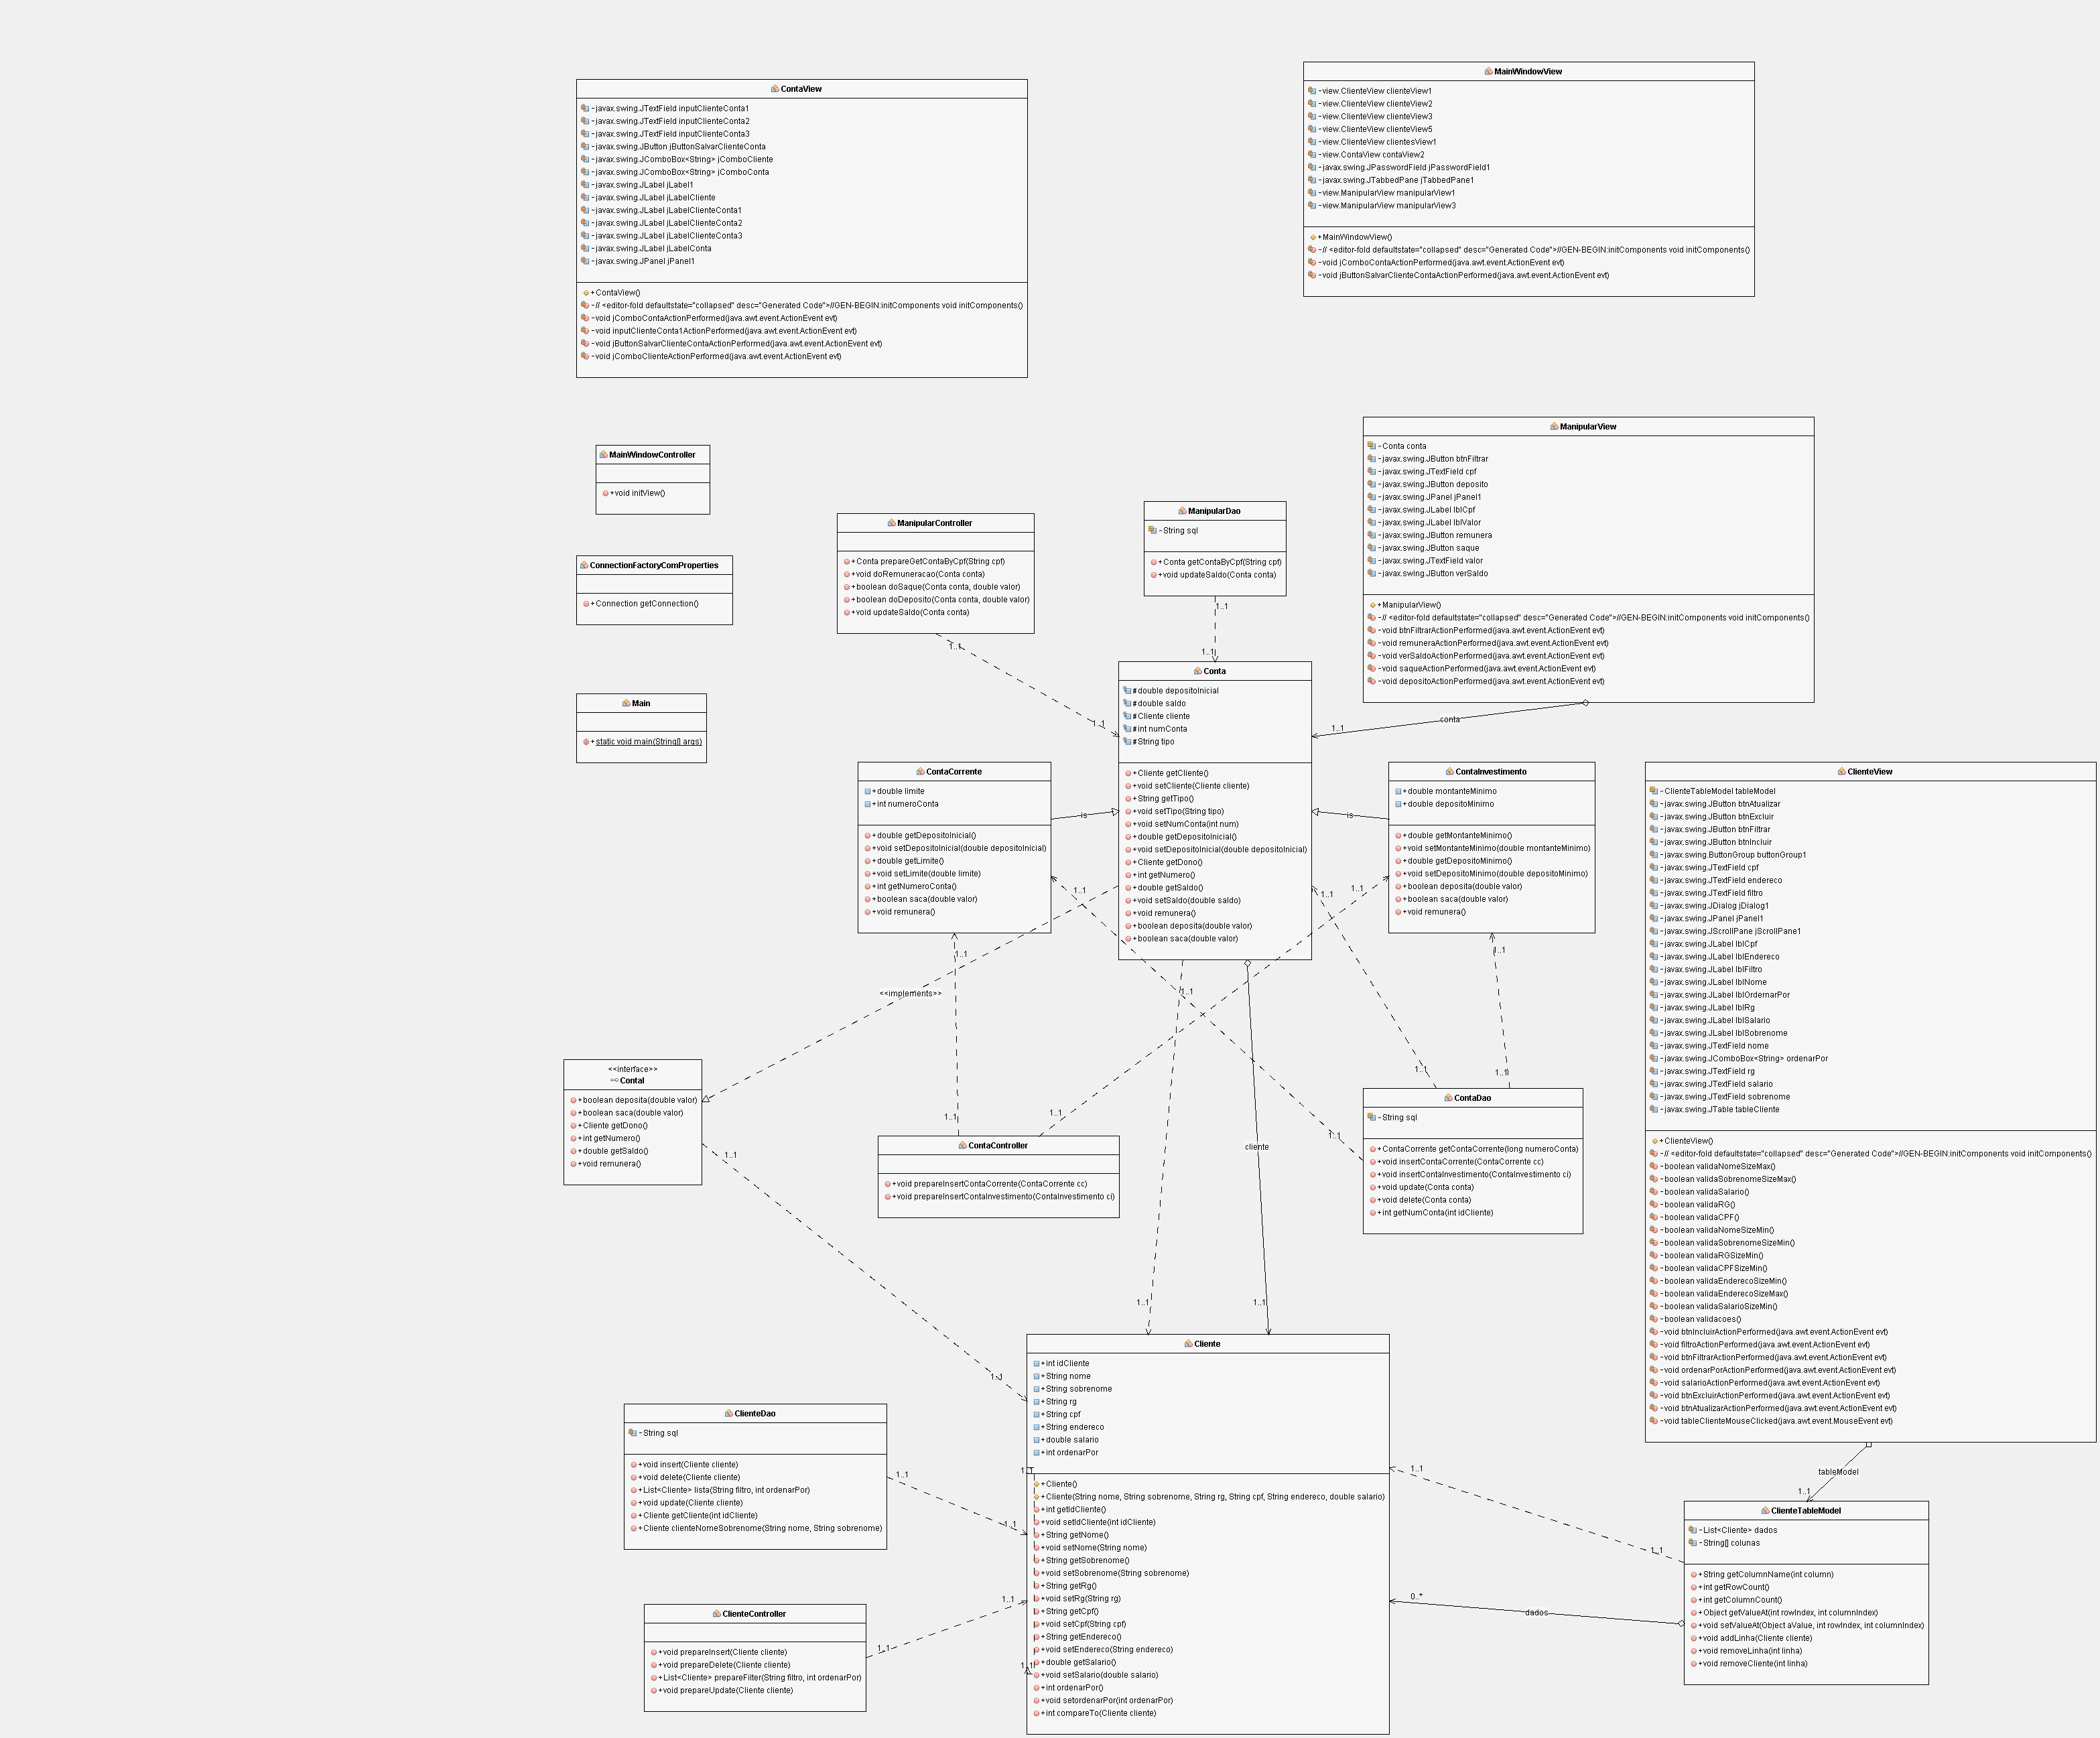 ContaView
-javax.swing.JTextField inputClienteConta1
-javax.swing.JTextField inputClienteConta2
-javax.swing.JTextField inputClienteConta3
-javax.swing.JButton jButtonSalvarClienteConta
-javax.swing.JComboBox<String> jComboCliente
-javax.swing.JComboBox<String> jComboConta
-javax.swing.JLabel jLabel1
-javax.swing.JLabel jLabelCliente
-javax.swing.JLabel jLabelClienteConta1
-javax.swing.JLabel jLabelClienteConta2
-javax.swing.JLabel jLabelClienteConta3
-javax.swing.JLabel jLabelConta
-javax.swing.JPanel jPanel1
+ContaView()
-// <editor-fold defaultstate="collapsed" desc="Generated Code">//GEN-BEGIN:initComponents void initComponents()
-void jComboContaActionPerformed(java.awt.event.ActionEvent evt)
-void inputClienteConta1ActionPerformed(java.awt.event.ActionEvent evt)
-void jButtonSalvarClienteContaActionPerformed(java.awt.event.ActionEvent evt)
-void jComboClienteActionPerformed(java.awt.event.ActionEvent evt)
MainWindowView
-view.ClienteView clienteView1
-view.ClienteView clienteView2
-view.ClienteView clienteView3
-view.ClienteView clienteView5
-view.ClienteView clientesView1
-view.ContaView contaView2
-javax.swing.JPasswordField jPasswordField1
-javax.swing.JTabbedPane jTabbedPane1
-view.ManipularView manipularView1
-view.ManipularView manipularView3
+MainWindowView()
-// <editor-fold defaultstate="collapsed" desc="Generated Code">//GEN-BEGIN:initComponents void initComponents()
-void jComboContaActionPerformed(java.awt.event.ActionEvent evt)
-void jButtonSalvarClienteContaActionPerformed(java.awt.event.ActionEvent evt)
MainWindowController
+void initView()
ConnectionFactoryComProperties
+Connection getConnection()
Main
+static void main(String[] args)
ManipularController
+Conta prepareGetContaByCpf(String cpf)
+void doRemuneracao(Conta conta)
+boolean doSaque(Conta conta, double valor)
+boolean doDeposito(Conta conta, double valor)
+void updateSaldo(Conta conta)
1..1
1..1
ManipularDao
-String sql
+Conta getContaByCpf(String cpf)
+void updateSaldo(Conta conta)
1..1
1..1
ManipularView
-Conta conta
-javax.swing.JButton btnFiltrar
-javax.swing.JTextField cpf
-javax.swing.JButton deposito
-javax.swing.JPanel jPanel1
-javax.swing.JLabel lblCpf
-javax.swing.JLabel lblValor
-javax.swing.JButton remunera
-javax.swing.JButton saque
-javax.swing.JTextField valor
-javax.swing.JButton verSaldo
+ManipularView()
-// <editor-fold defaultstate="collapsed" desc="Generated Code">//GEN-BEGIN:initComponents void initComponents()
-void btnFiltrarActionPerformed(java.awt.event.ActionEvent evt)
-void remuneraActionPerformed(java.awt.event.ActionEvent evt)
-void verSaldoActionPerformed(java.awt.event.ActionEvent evt)
-void saqueActionPerformed(java.awt.event.ActionEvent evt)
-void depositoActionPerformed(java.awt.event.ActionEvent evt)
conta
1..1
Conta
#double depositoInicial
#double saldo
#Cliente cliente
#int numConta
#String tipo
+Cliente getCliente()
+void setCliente(Cliente cliente)
+String getTipo()
+void setTipo(String tipo)
+void setNumConta(int num)
+double getDepositoInicial()
+void setDepositoInicial(double depositoInicial)
+Cliente getDono()
+int getNumero()
+double getSaldo()
+void setSaldo(double saldo)
+void remunera()
+boolean deposita(double valor)
+boolean saca(double valor)
ContaCorrente
+double limite
+int numeroConta
+double getDepositoInicial()
+void setDepositoInicial(double depositoInicial)
+double getLimite()
+void setLimite(double limite)
+int getNumeroConta()
+boolean saca(double valor)
+void remunera()
is
ContaInvestimento
+double montanteMinimo
+double depositoMinimo
+double getMontanteMinimo()
+void setMontanteMinimo(double montanteMinimo)
+double getDepositoMinimo()
+void setDepositoMinimo(double depositoMinimo)
+boolean deposita(double valor)
+boolean saca(double valor)
+void remunera()
is
ClienteView
-ClienteTableModel tableModel
-javax.swing.JButton btnAtualizar
-javax.swing.JButton btnExcluir
-javax.swing.JButton btnFiltrar
-javax.swing.JButton btnIncluir
-javax.swing.ButtonGroup buttonGroup1
-javax.swing.JTextField cpf
-javax.swing.JTextField endereco
-javax.swing.JTextField filtro
-javax.swing.JDialog jDialog1
-javax.swing.JPanel jPanel1
-javax.swing.JScrollPane jScrollPane1
-javax.swing.JLabel lblCpf
-javax.swing.JLabel lblEndereco
-javax.swing.JLabel lblFiltro
-javax.swing.JLabel lblNome
-javax.swing.JLabel lblOrdernarPor
-javax.swing.JLabel lblRg
-javax.swing.JLabel lblSalario
-javax.swing.JLabel lblSobrenome
-javax.swing.JTextField nome
-javax.swing.JComboBox<String> ordenarPor
-javax.swing.JTextField rg
-javax.swing.JTextField salario
-javax.swing.JTextField sobrenome
-javax.swing.JTable tableCliente
+ClienteView()
-// <editor-fold defaultstate="collapsed" desc="Generated Code">//GEN-BEGIN:initComponents void initComponents()
-boolean validaNomeSizeMax()
-boolean validaSobrenomeSizeMax()
-boolean validaSalario()
-boolean validaRG()
-boolean validaCPF()
-boolean validaNomeSizeMin()
-boolean validaSobrenomeSizeMin()
-boolean validaRGSizeMin()
-boolean validaCPFSizeMin()
-boolean validaEnderecoSizeMin()
-boolean validaEnderecoSizeMax()
-boolean validaSalarioSizeMin()
-boolean validacoes()
-void btnIncluirActionPerformed(java.awt.event.ActionEvent evt)
-void filtroActionPerformed(java.awt.event.ActionEvent evt)
-void btnFiltrarActionPerformed(java.awt.event.ActionEvent evt)
-void ordenarPorActionPerformed(java.awt.event.ActionEvent evt)
-void salarioActionPerformed(java.awt.event.ActionEvent evt)
-void btnExcluirActionPerformed(java.awt.event.ActionEvent evt)
-void btnAtualizarActionPerformed(java.awt.event.ActionEvent evt)
-void tableClienteMouseClicked(java.awt.event.MouseEvent evt)
tableModel
1..1
1..1
1..1
1..1
1..1
1..1
1..1
<<implements>>
<<interface>>
ContaI
+boolean deposita(double valor)
+boolean saca(double valor)
+Cliente getDono()
+int getNumero()
+double getSaldo()
+void remunera()
1..1
1..1
1..1
1..1
1..1
1..1
1..1
ContaController
+void prepareInsertContaCorrente(ContaCorrente cc)
+void prepareInsertContaInvestimento(ContaInvestimento ci)
ContaDao
-String sql
+ContaCorrente getContaCorrente(long numeroConta)
+void insertContaCorrente(ContaCorrente cc)
+void insertContaInvestimento(ContaInvestimento ci)
+void update(Conta conta)
+void delete(Conta conta)
+int getNumConta(int idCliente)
cliente
1..1
1..1
1..1
Cliente
+int idCliente
+String nome
+String sobrenome
+String rg
+String cpf
+String endereco
+double salario
+int ordenarPor
+Cliente()
+Cliente(String nome, String sobrenome, String rg, String cpf, String endereco, double salario)
+int getIdCliente()
+void setIdCliente(int idCliente)
+String getNome()
+void setNome(String nome)
+String getSobrenome()
+void setSobrenome(String sobrenome)
+String getRg()
+void setRg(String rg)
+String getCpf()
+void setCpf(String cpf)
+String getEndereco()
+void setEndereco(String endereco)
+double getSalario()
+void setSalario(double salario)
+int ordenarPor()
+void setordenarPor(int ordenarPor)
+int compareTo(Cliente cliente)
ClienteDao
-String sql
+void insert(Cliente cliente)
+void delete(Cliente cliente)
+List<Cliente> lista(String filtro, int ordenarPor)
+void update(Cliente cliente)
+Cliente getCliente(int idCliente)
+Cliente clienteNomeSobrenome(String nome, String sobrenome)
1..1
1..1
ClienteController
+void prepareInsert(Cliente cliente)
+void prepareDelete(Cliente cliente)
+List<Cliente> prepareFilter(String filtro, int ordenarPor)
+void prepareUpdate(Cliente cliente)
1..1
1..1
1..1
1..1
0..*
dados
ClienteTableModel
-List<Cliente> dados
-String[] colunas
+String getColumnName(int column)
+int getRowCount()
+int getColumnCount()
+Object getValueAt(int rowIndex, int columnIndex)
+void setValueAt(Object aValue, int rowIndex, int columnIndex)
+void addLinha(Cliente cliente)
+void removeLinha(int linha)
+void removeCliente(int linha)